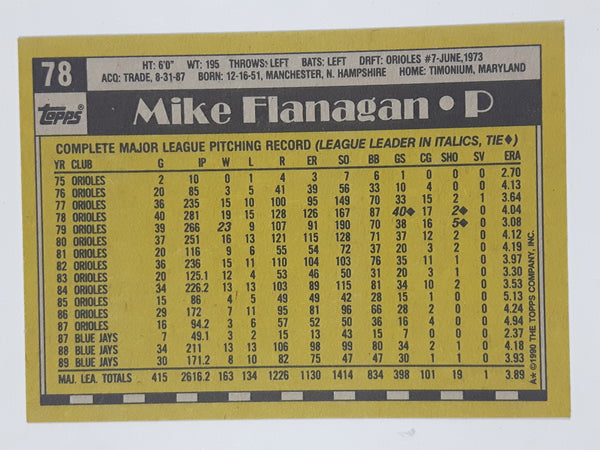 78
HT: 6'0" WT: 195 THROWS: LEFT BATS: LEFT DRFT: ORIOLES #7-JUNE, 1973
ACQ: TRADE, 8-31-87 BORN: 12-16-51, MANCHESTER, N. HAMPSHIRE HOME: TIMONIUM, MARYLAND
Topps
Mike Flanagan • P
COMPLETE MAJOR LEAGUE PITCHING RECORD (LEAGUE LEADER IN ITALICS, TIE♦)
YR CLUB G IP W L R ER SO BB GS CG SHO SV ERA
75 ORIOLES 2 10 0 1 4 3 7 6 1 0 0 0 2.70
76 ORIOLES 20 85 3 5 41 39 56 33 10 4 0 0 4.13
77 ORIOLES 36 235 15 10 100 95 149 70 33 15 2 1 3.64
78 ORIOLES 40 281 19 15 128 126 167 87 40♦ 17 2♦ 0 4.04
79 ORIOLES 39 266 23 9 107 91 190 70 38 16 5♦ 0 3.08
80 ORIOLES 37 251 16 13 121 115 128 71 37 12 2 0 4.12
81 ORIOLES 20 116 9 6 55 54 72 37 20 3 2 0 4.19
82 ORIOLES 36 236 15 11 110 104 103 76 35 11 1 0 3.97
83 ORIOLES 20 125.1 12 4 53 46 50 31 20 3 1 0 3.30
84 ORIOLES 34 226.2 13 13 103 89 115 81 34 10 2 0 3.53
85 ORIOLES 15 86 4 5 49 49 42 28 15 1 0 0 5.13
86 ORIOLES 29 172 7 11 95 81 96 66 28 2 0 0 4.24
87 ORIOLES 16 94.2 3 6 57 52 50 36 16 4 0 0 4.94
87 BLUE JAYS 7 49.1 3 2 15 13 43 15 7 0 0 0 2.37
88 BLUE JAYS 34 211 13 13 106 98 99 80 34 2 1 0 4.18
89 BLUE JAYS 30 171.2 8 10 82 75 47 47 30 1 1 0 3.93
MAJ. LEA. TOTALS 415 2616.2 163 134 1226 1130 1414 834 398 101 19 1 3.89
A★ ©1990 THE TOPPS COMPANY, INC.